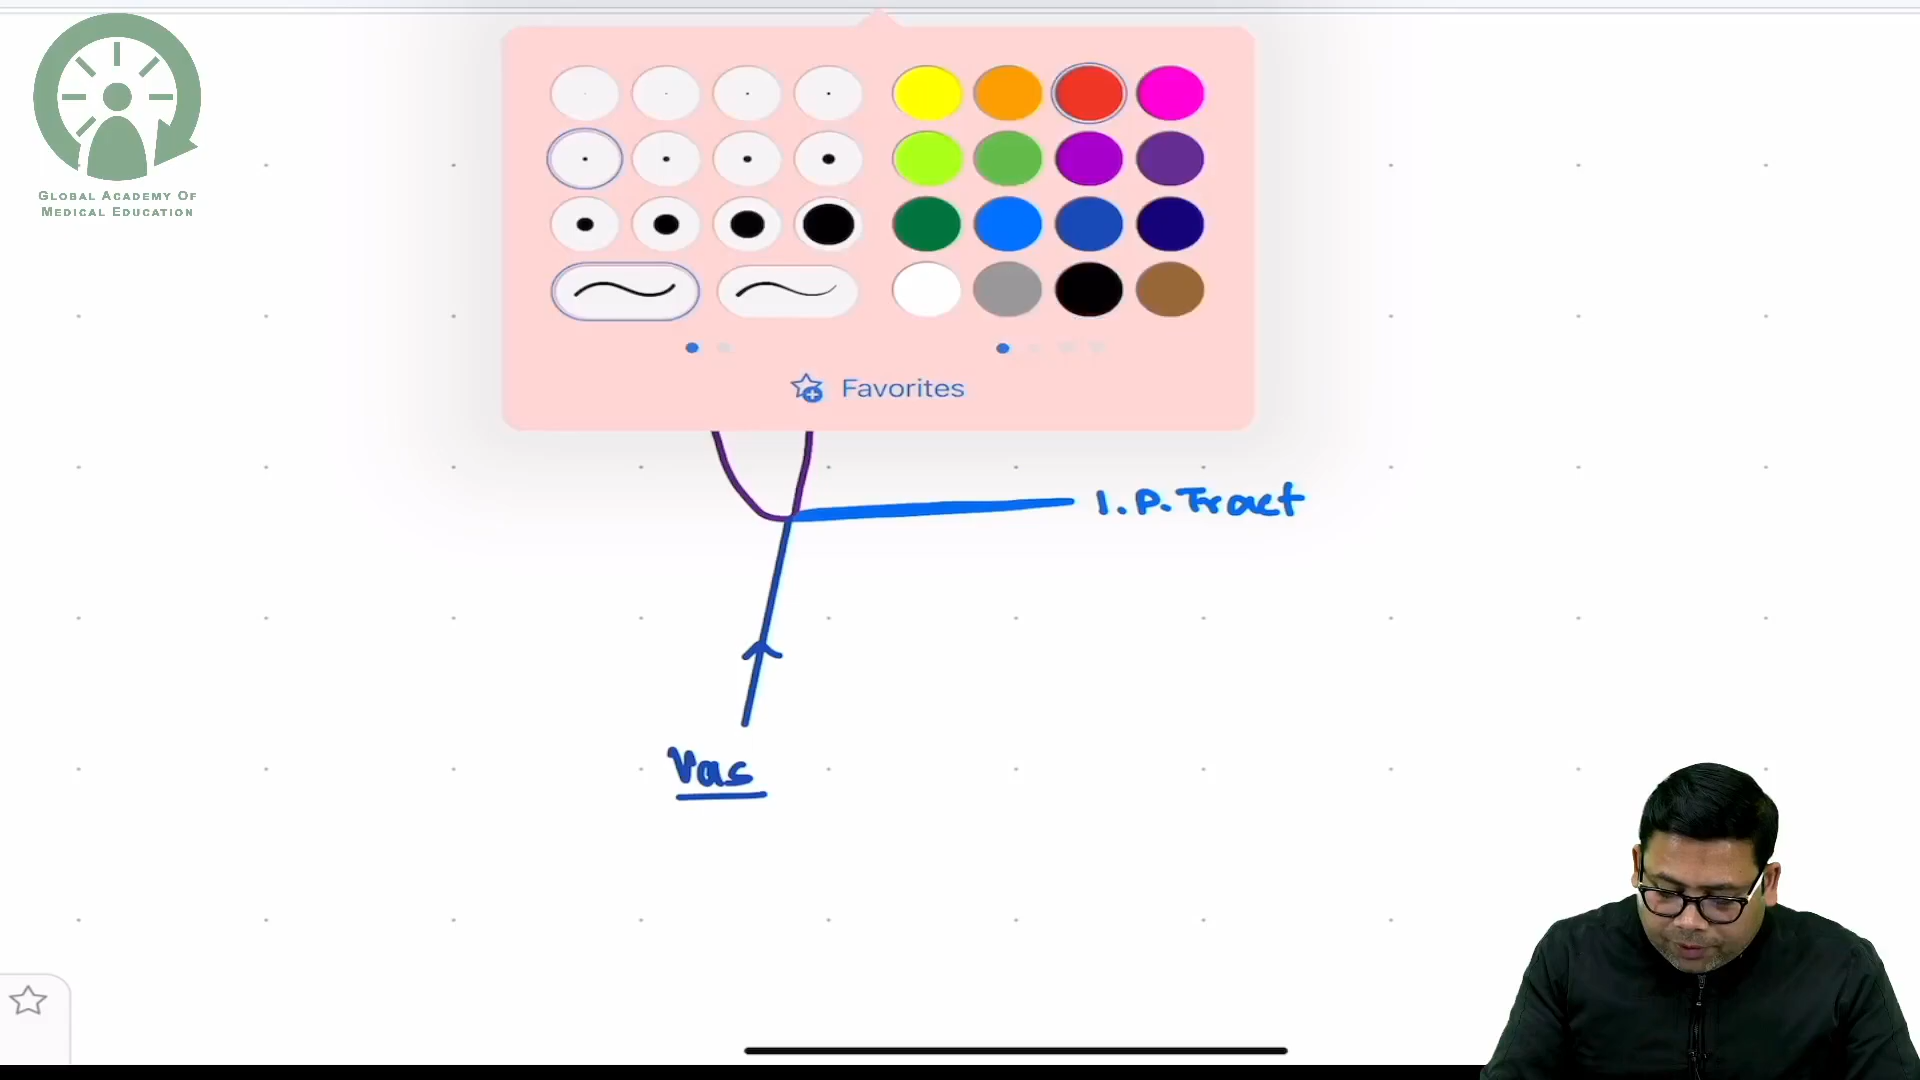 GLOBAL ACADEMY OF
MEDICAL EDUCATION
Favorites
I.P. Tract
Vas